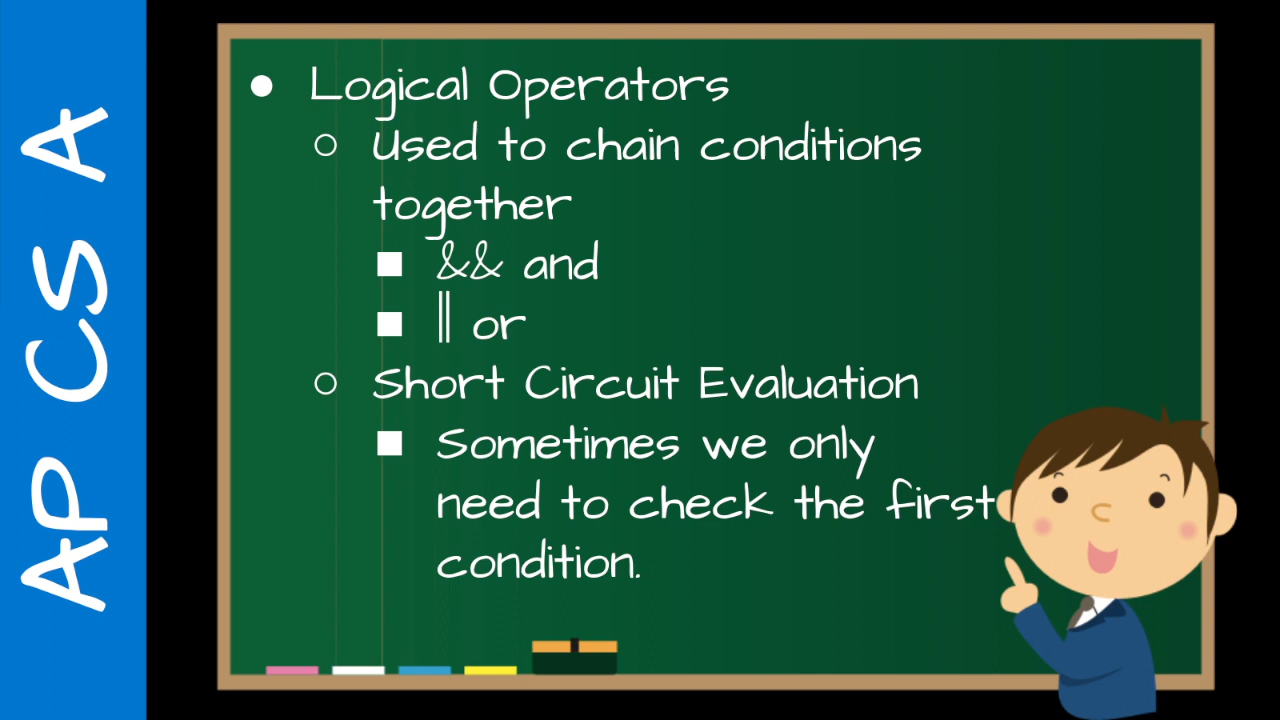 AP CS A
● Logical Operators
○ Used to chain conditions
together
■ && and
■ || or
○ Short Circuit Evaluation
■ Sometimes we only
need to check the first
condition.